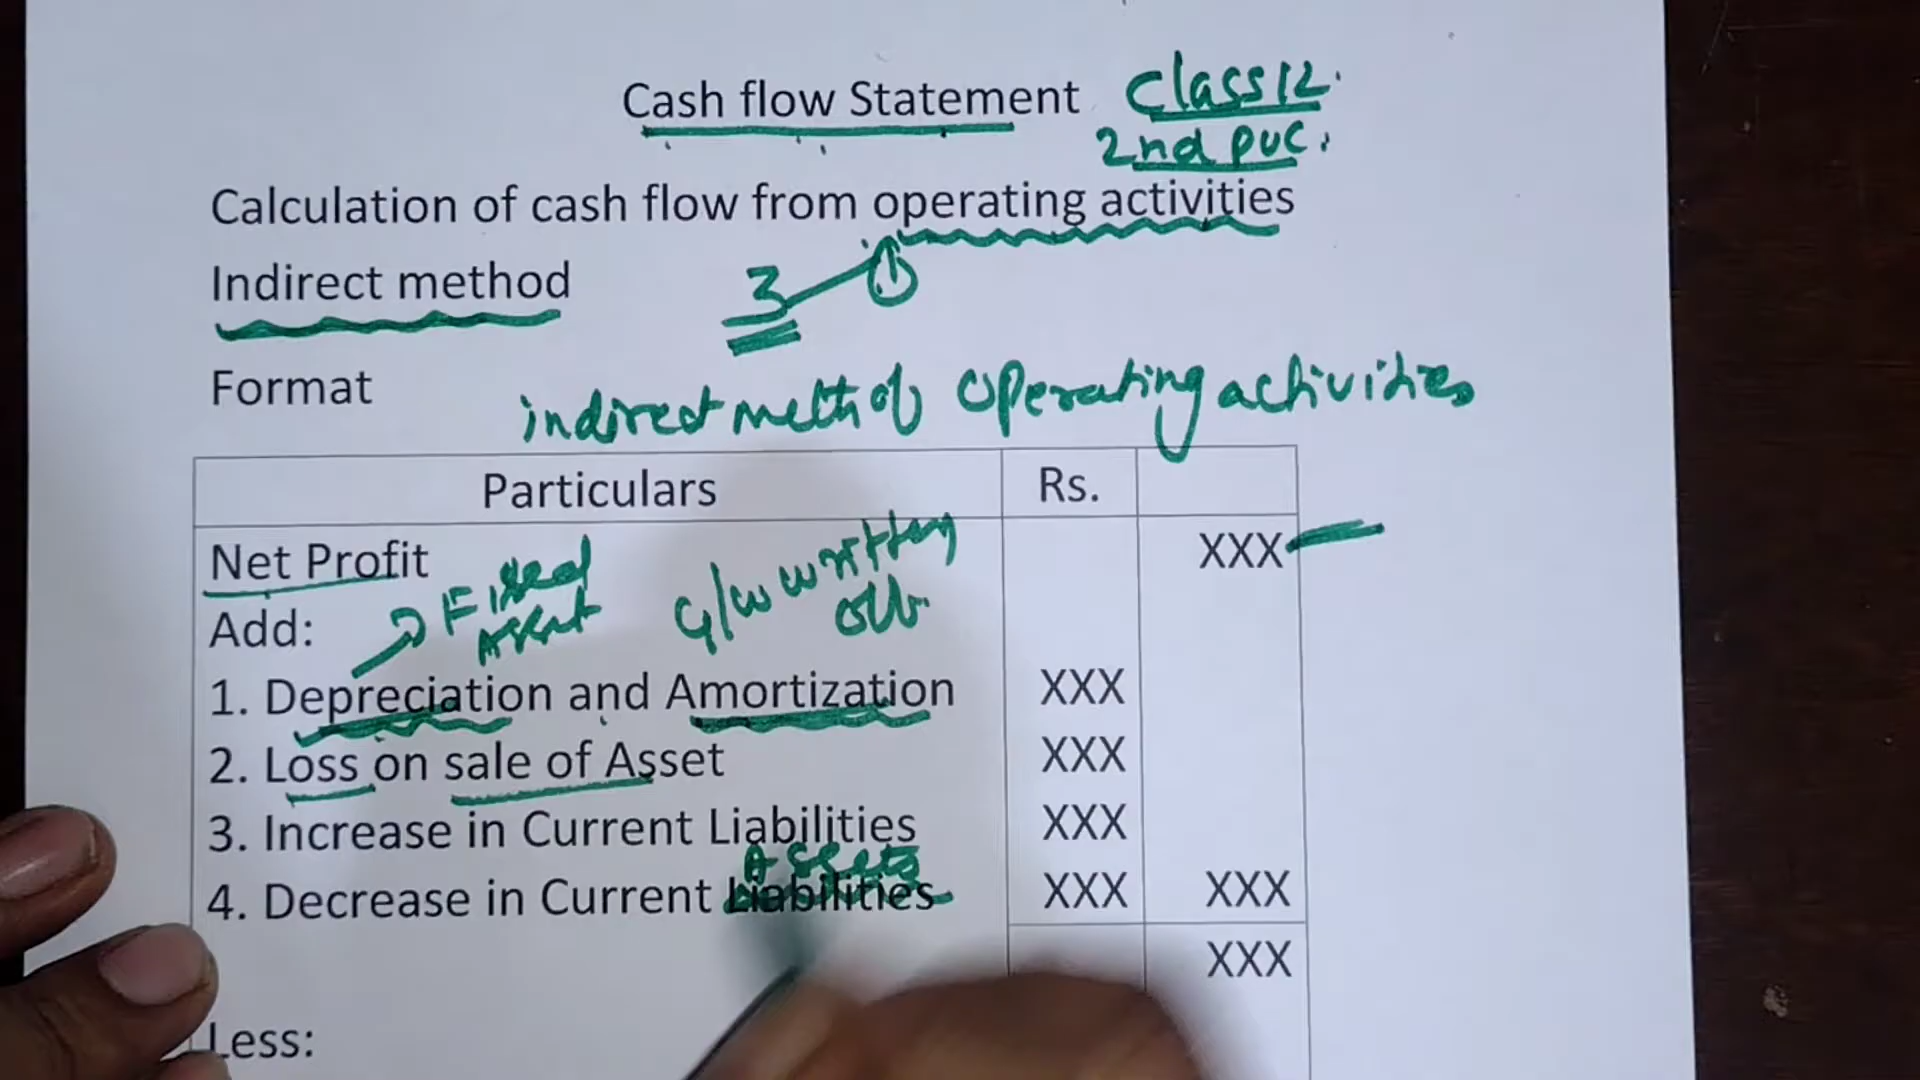 Cash flow Statement Class 12.
2nd puc.
Calculation of cash flow from operating activities
Indirect method
3 1
Format
indirect meth of operating activities
Particulars Rs.
Net Profit XXX
Fixed Asset G/w written off
Add:
1. Depreciation and Amortization XXX
2. Loss on sale of Asset XXX
3. Increase in Current Liabilities XXX
Assets
4. Decrease in Current Liabilities XXX XXX
XXX
Less: